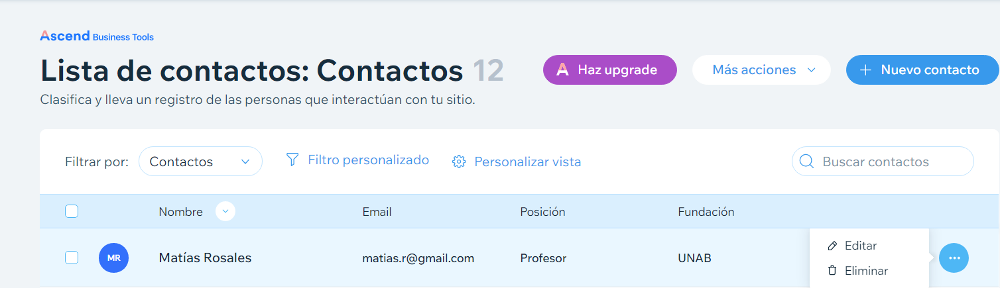 Ascend Business Tools
Lista de contactos: Contactos 12
Haz upgrade
Más acciones
Nuevo contacto
Clasifica y lleva un registro de las personas que interactúan con tu sitio.
Filtrar por: Contactos Filtro personalizado Personalizar vista Buscar contactos
Nombre Email Posición Fundación
MR Matías Rosales matias.r@gmail.com Profesor UNAB
Editar
Eliminar